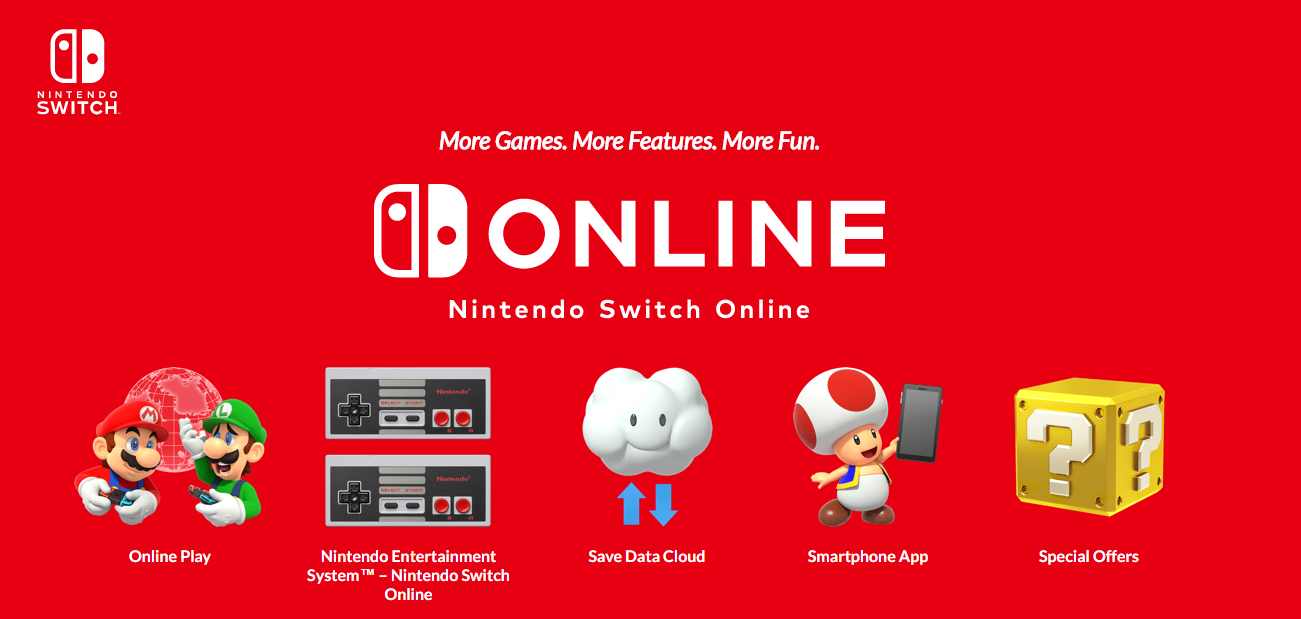 NINTENDO
SWITCH™
More Games. More Features. More Fun.
ONLINE
Nintendo Switch Online
M
L
Nintendo®
SELECT START
B A
Nintendo®
SELECT START
B A
? ?
Online Play
Nintendo Entertainment
System™ – Nintendo Switch
Online
Save Data Cloud
Smartphone App
Special Offers